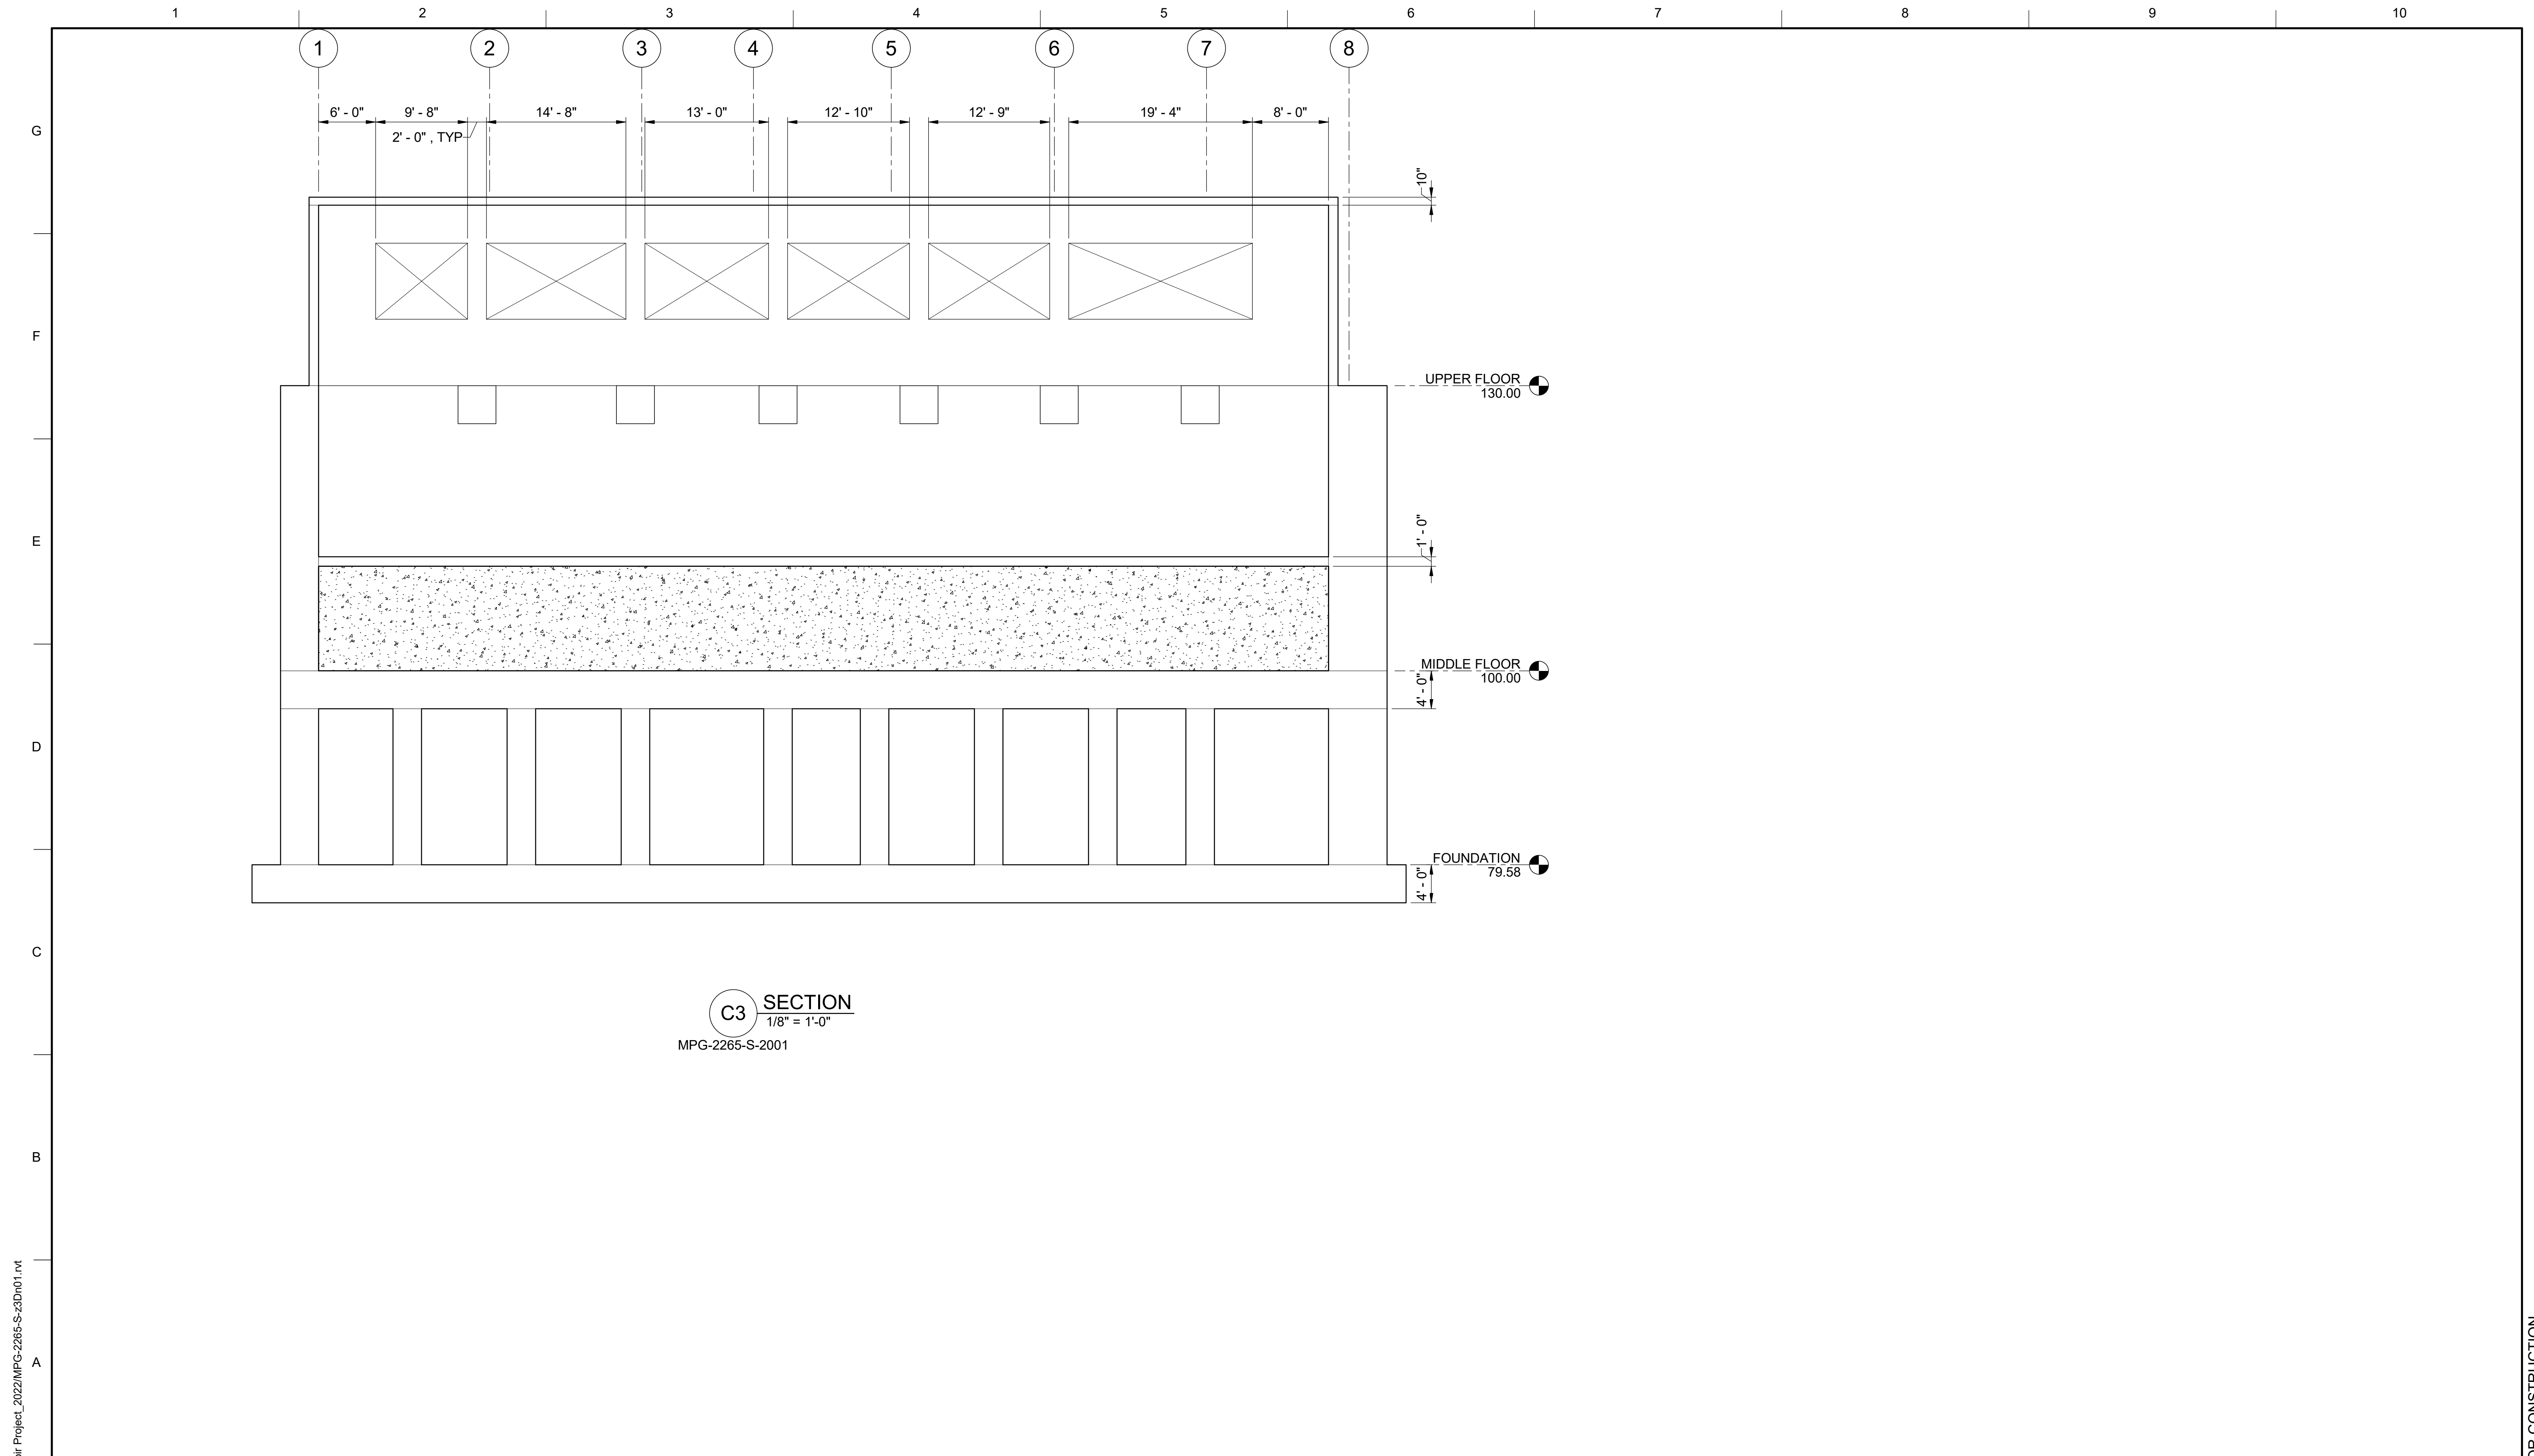 1 2 3 4 5 6 7 8 9 10
1 2 3 4 5 6 7 8
G
6' - 0" 9' - 8" 14' - 8" 13' - 0" 12' - 10" 12' - 9" 19' - 4" 8' - 0"
2' - 0" , TYP
10"
F
UPPER FLOOR
130.00
E
1' - 0"
MIDDLE FLOOR
100.00
4' - 0"
D
FOUNDATION
79.58
4' - 0"
C
C3 SECTION
1/8" = 1'-0"
MPG-2265-S-2001
B
A
Project_2022/MPG-2265-S-z3Dn01.rvt
CONSTRUCTION